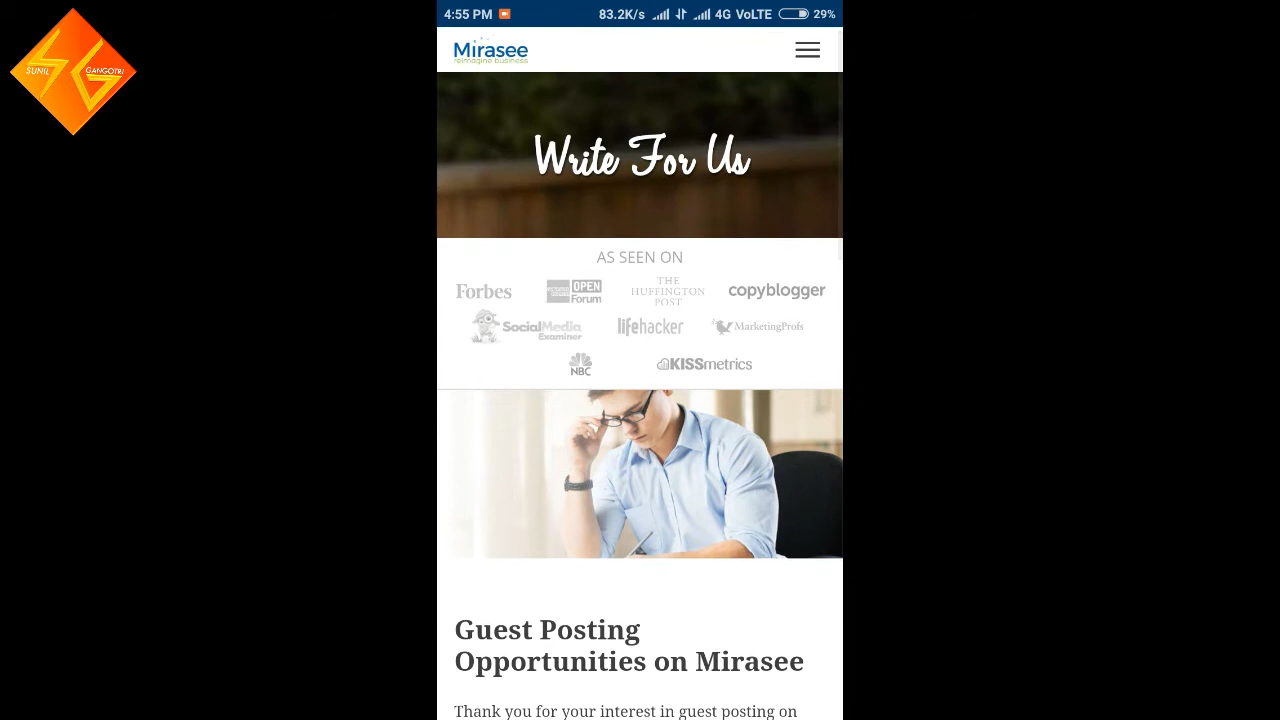 SUNIL
GANGOTRI
4:55 PM
83.2K/s
4G VoLTE
29%
Mirasee
reimagine business
Write For Us
AS SEEN ON
Forbes
OPEN
Forum
THE
HUFFINGTON
POST
copyblogger
SocialMedia
Examiner
lifehacker
MarketingProfs
NBC
KISSmetrics
Guest Posting
Opportunities on Mirasee
Thank you for your interest in guest posting on